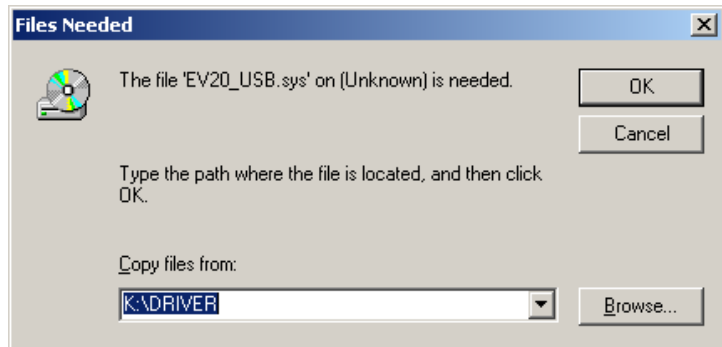 Files Needed
The file 'EV20_USB.sys' on (Unknown) is needed.
OK
Cancel
Type the path where the file is located, and then click
OK.
Copy files from:
K:\DRIVER
Browse...